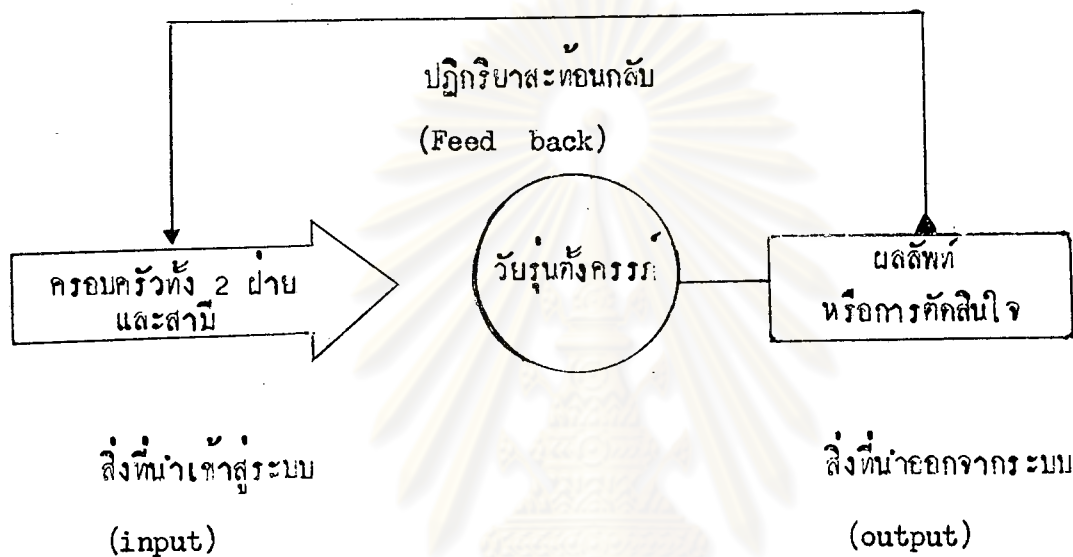 ปฏิกริยาสะท้อนกลับ
(Feed back)
ครอบครัวทั้ง 2 ฝ่าย
และสามี
วัยรุ่นตั้งครรภ์
ผลลัพท์
หรือการตัดสินใจ
สิ่งที่นำเข้าสู่ระบบ
(input)
สิ่งที่นำออกจากระบบ
(output)